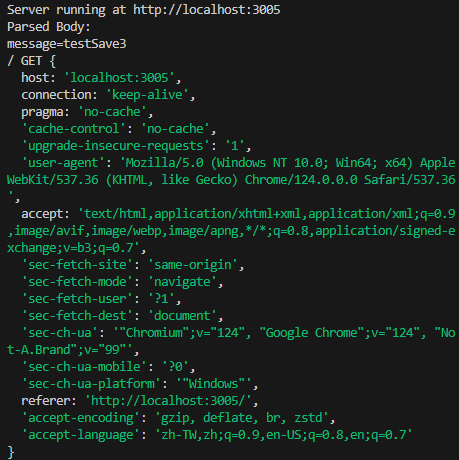 Server running at http://localhost:3005
Parsed Body:
message=testSave3
/ GET {
  host: 'localhost:3005',
  connection: 'keep-alive',
  pragma: 'no-cache',
  'cache-control': 'no-cache',
  'upgrade-insecure-requests': '1',
  'user-agent': 'Mozilla/5.0 (Windows NT 10.0; Win64; x64) Apple
WebKit/537.36 (KHTML, like Gecko) Chrome/124.0.0.0 Safari/537.36
',
  accept: 'text/html,application/xhtml+xml,application/xml;q=0.9
,image/avif,image/webp,image/apng,*/*;q=0.8,application/signed-e
xchange;v=b3;q=0.7',
  'sec-fetch-site': 'same-origin',
  'sec-fetch-mode': 'navigate',
  'sec-fetch-user': '?1',
  'sec-fetch-dest': 'document',
  'sec-ch-ua': '"Chromium";v="124", "Google Chrome";v="124", "No
t-A.Brand";v="99"',
  'sec-ch-ua-mobile': '?0',
  'sec-ch-ua-platform': '"Windows"',
  referer: 'http://localhost:3005/',
  'accept-encoding': 'gzip, deflate, br, zstd',
  'accept-language': 'zh-TW,zh;q=0.9,en-US;q=0.8,en;q=0.7'
}